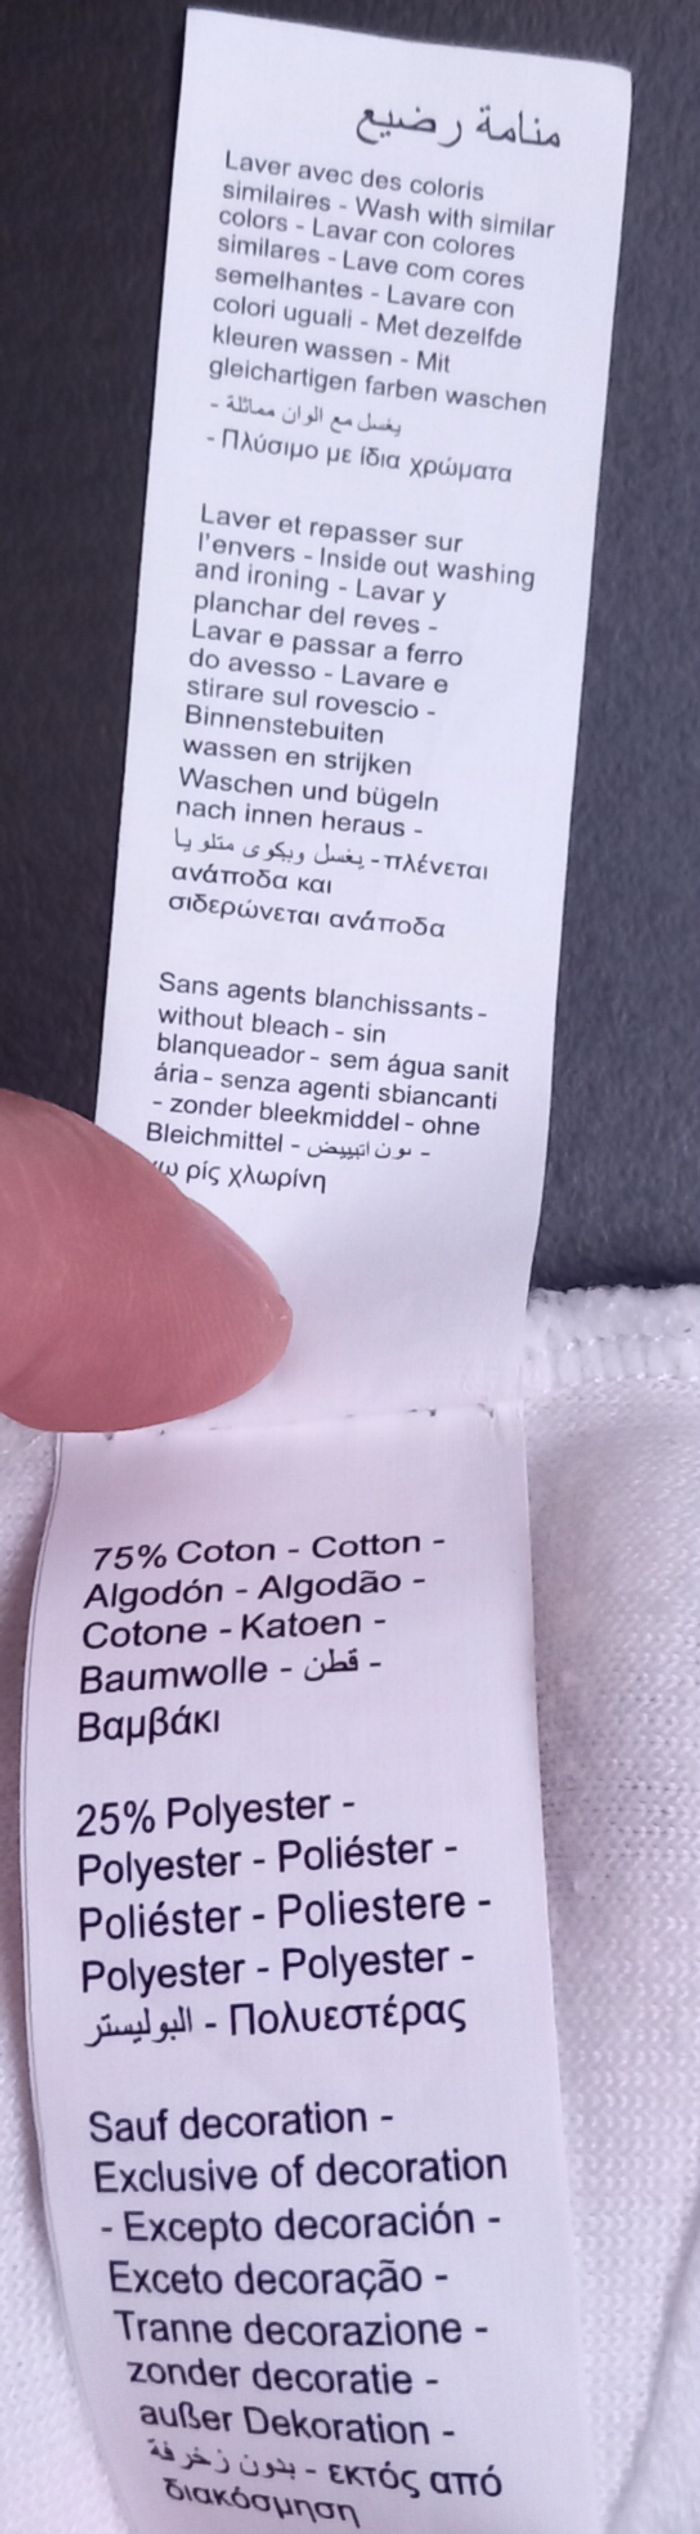 منامة رضيع
Laver avec des coloris
similaires - Wash with similar
colors - Lavar con colores
similares - Lave com cores
semelhantes - Lavare con
colori uguali - Met dezelfde
kleuren wassen - Mit
gleichartigen farben waschen
يغسل مع الوان مماثلة -
- Πλύσιμο με ίδια χρώματα
Laver et repasser sur
l'envers - Inside out washing
and ironing - Lavar y
planchar del reves -
Lavar e passar a ferro
do avesso - Lavare e
stirare sul rovescio -
Binnenstebuiten
wassen en strijken
Waschen und bügeln
nach innen heraus -
يغسل ويكوى متلو يا - πλένεται
ανάποδα και
σιδερώνεται ανάποδα
Sans agents blanchissants -
without bleach - sin
blanqueador - sem água sanit
ária - senza agenti sbiancanti
- zonder bleekmiddel - ohne
Bleichmittel -
ρίς χλωρίνη
75% Coton - Cotton -
Algodón - Algodão -
Cotone - Katoen -
Baumwolle - قطن -
Βαμβάκι
25% Polyester -
Polyester - Poliéster -
Poliéster - Poliestere -
Polyester - Polyester -
البوليستر - Πολυεστέρας
Sauf decoration -
Exclusive of decoration
- Excepto decoración -
Exceto decoração -
Tranne decorazione -
zonder decoratie -
außer Dekoration -
بدون زخرفة - εκτός από
διακόσμηση